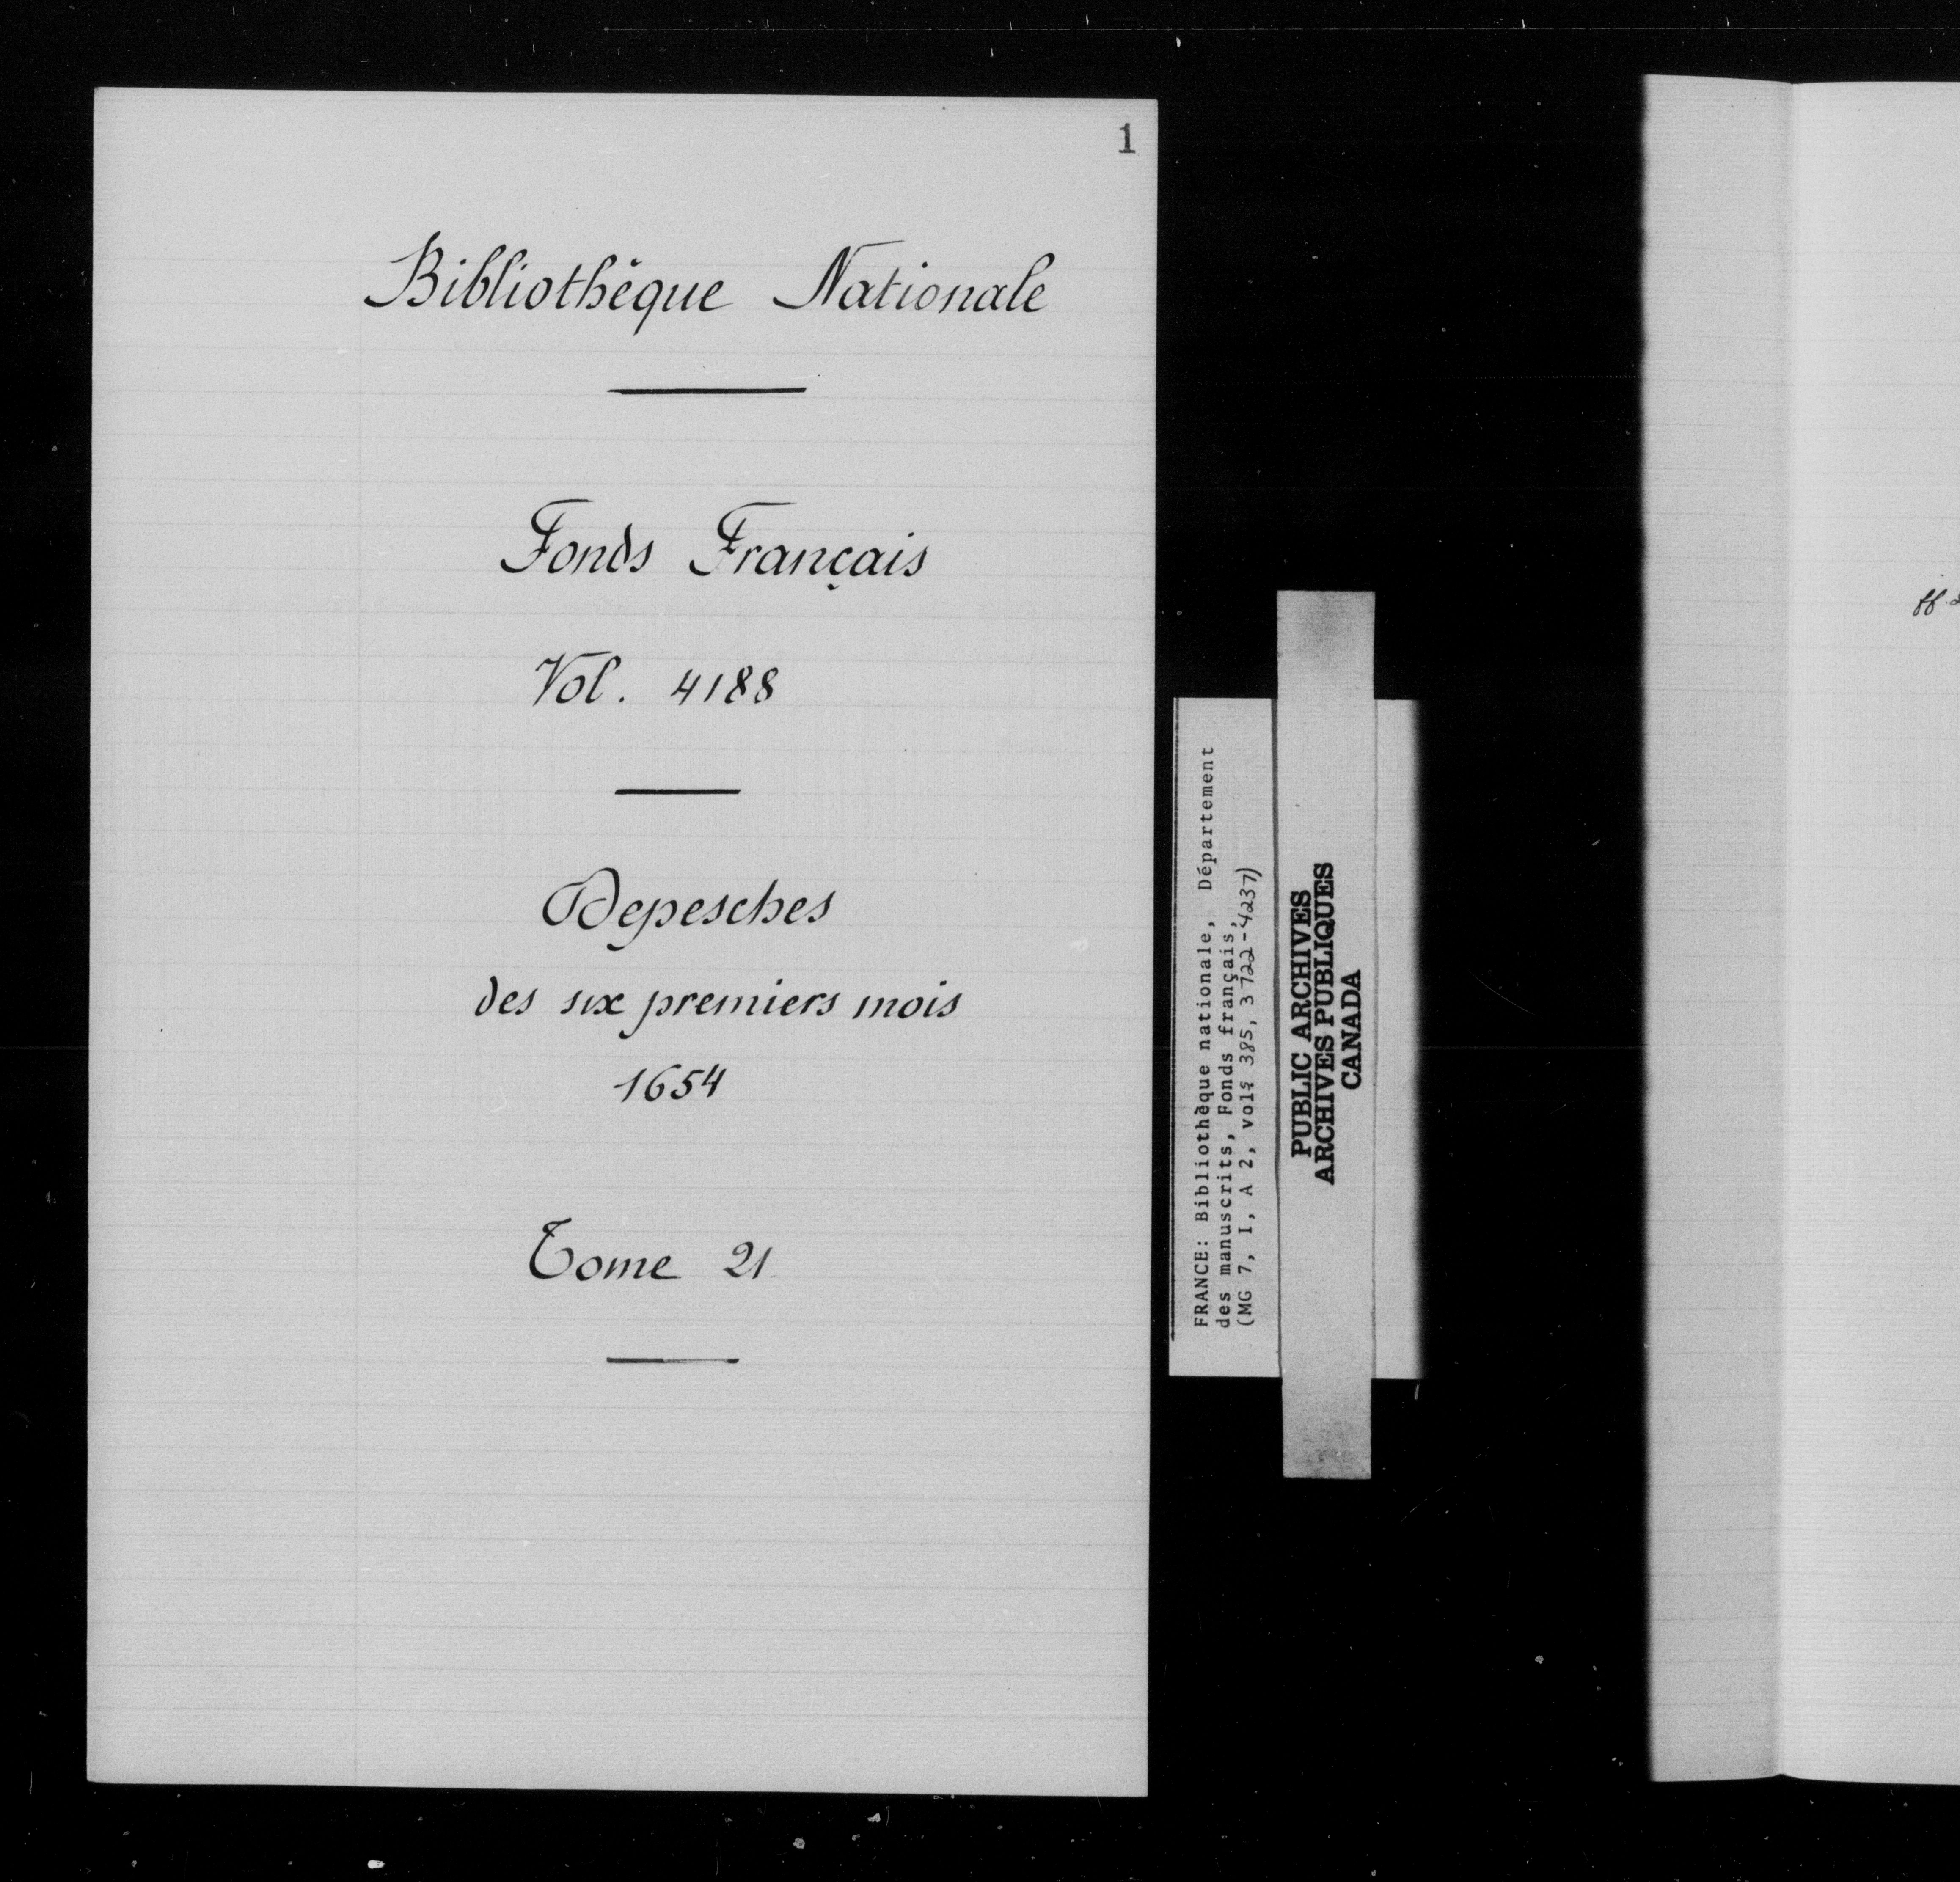 1
Bibliothèque Nationale
Fonds Français
Vol. 4188
Depesches
des six premiers mois
1654
Tome 21
FRANCE: Bibliothèque nationale, Département
des manuscrits, Fonds français,
(MG 7, I, A 2, vols 385, 3722-4237)
PUBLIC ARCHIVES
ARCHIVES PUBLIQUES
CANADA